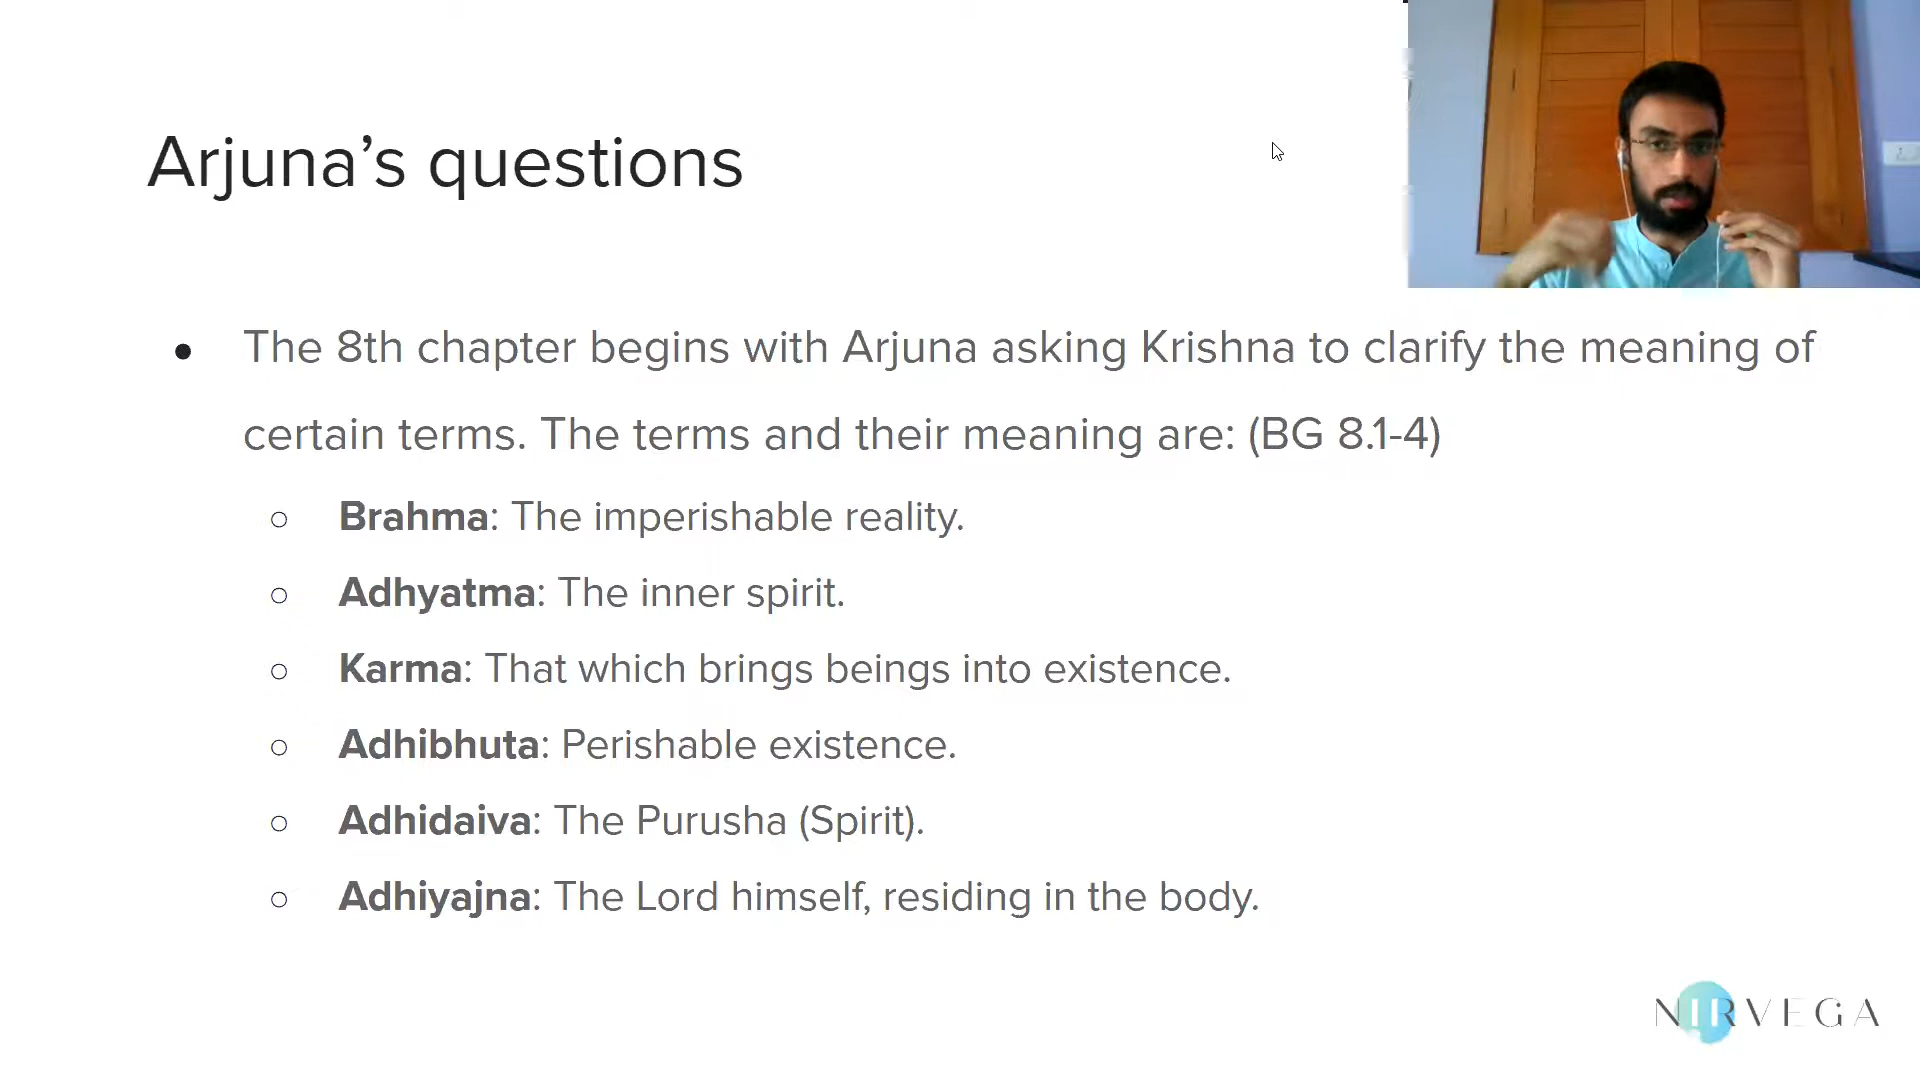 Arjuna’s questions
● The 8th chapter begins with Arjuna asking Krishna to clarify the meaning of
certain terms. The terms and their meaning are: (BG 8.1-4)
○ Brahma: The imperishable reality.
○ Adhyatma: The inner spirit.
○ Karma: That which brings beings into existence.
○ Adhibhuta: Perishable existence.
○ Adhidaiva: The Purusha (Spirit).
○ Adhiyajna: The Lord himself, residing in the body.
NIRVEGA